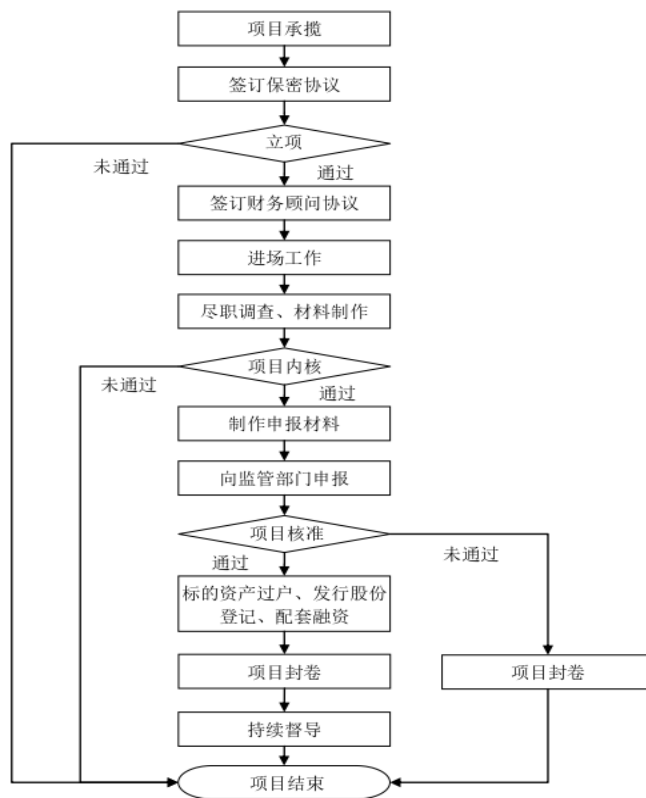 项目承揽
签订保密协议
立项
未通过
通过
签订财务顾问协议
进场工作
尽职调查、材料制作
项目内核
未通过
通过
制作申报材料
向监管部门申报
项目核准
通过
未通过
标的资产过户、发行股份
登记、配套融资
项目封卷
项目封卷
持续督导
项目结束